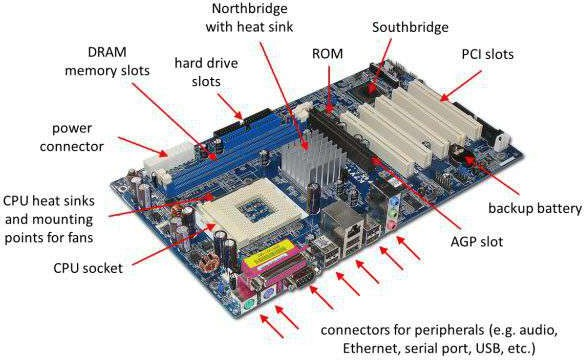 Northbridge
with heat sink
Southbridge
DRAM
memory slots
hard drive
slots
ROM
PCI slots
power
connector
CPU heat sinks
and mounting
points for fans
backup battery
AGP slot
CPU socket
connectors for peripherals (e.g. audio,
Ethernet, serial port, USB, etc.)